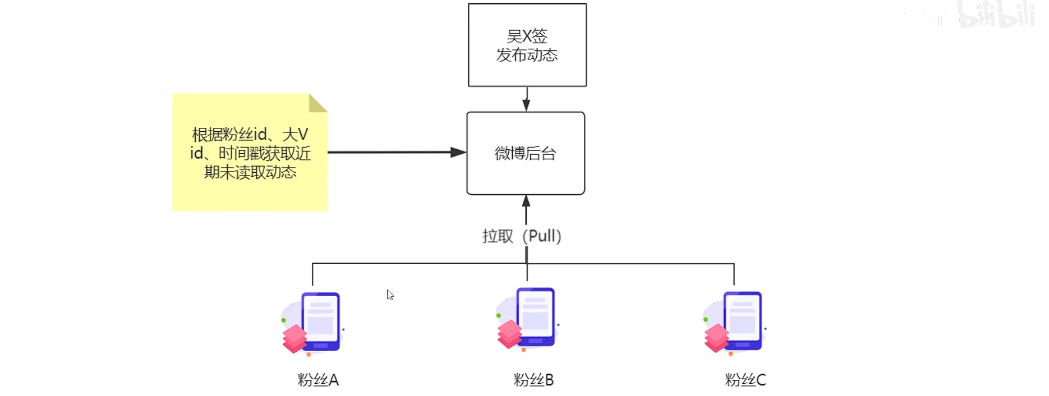 bilibili
吴X签
发布动态
根据粉丝id、大V
id、时间戳获取近
期未读取动态
微博后台
拉取（Pull）
粉丝A
粉丝B
粉丝C